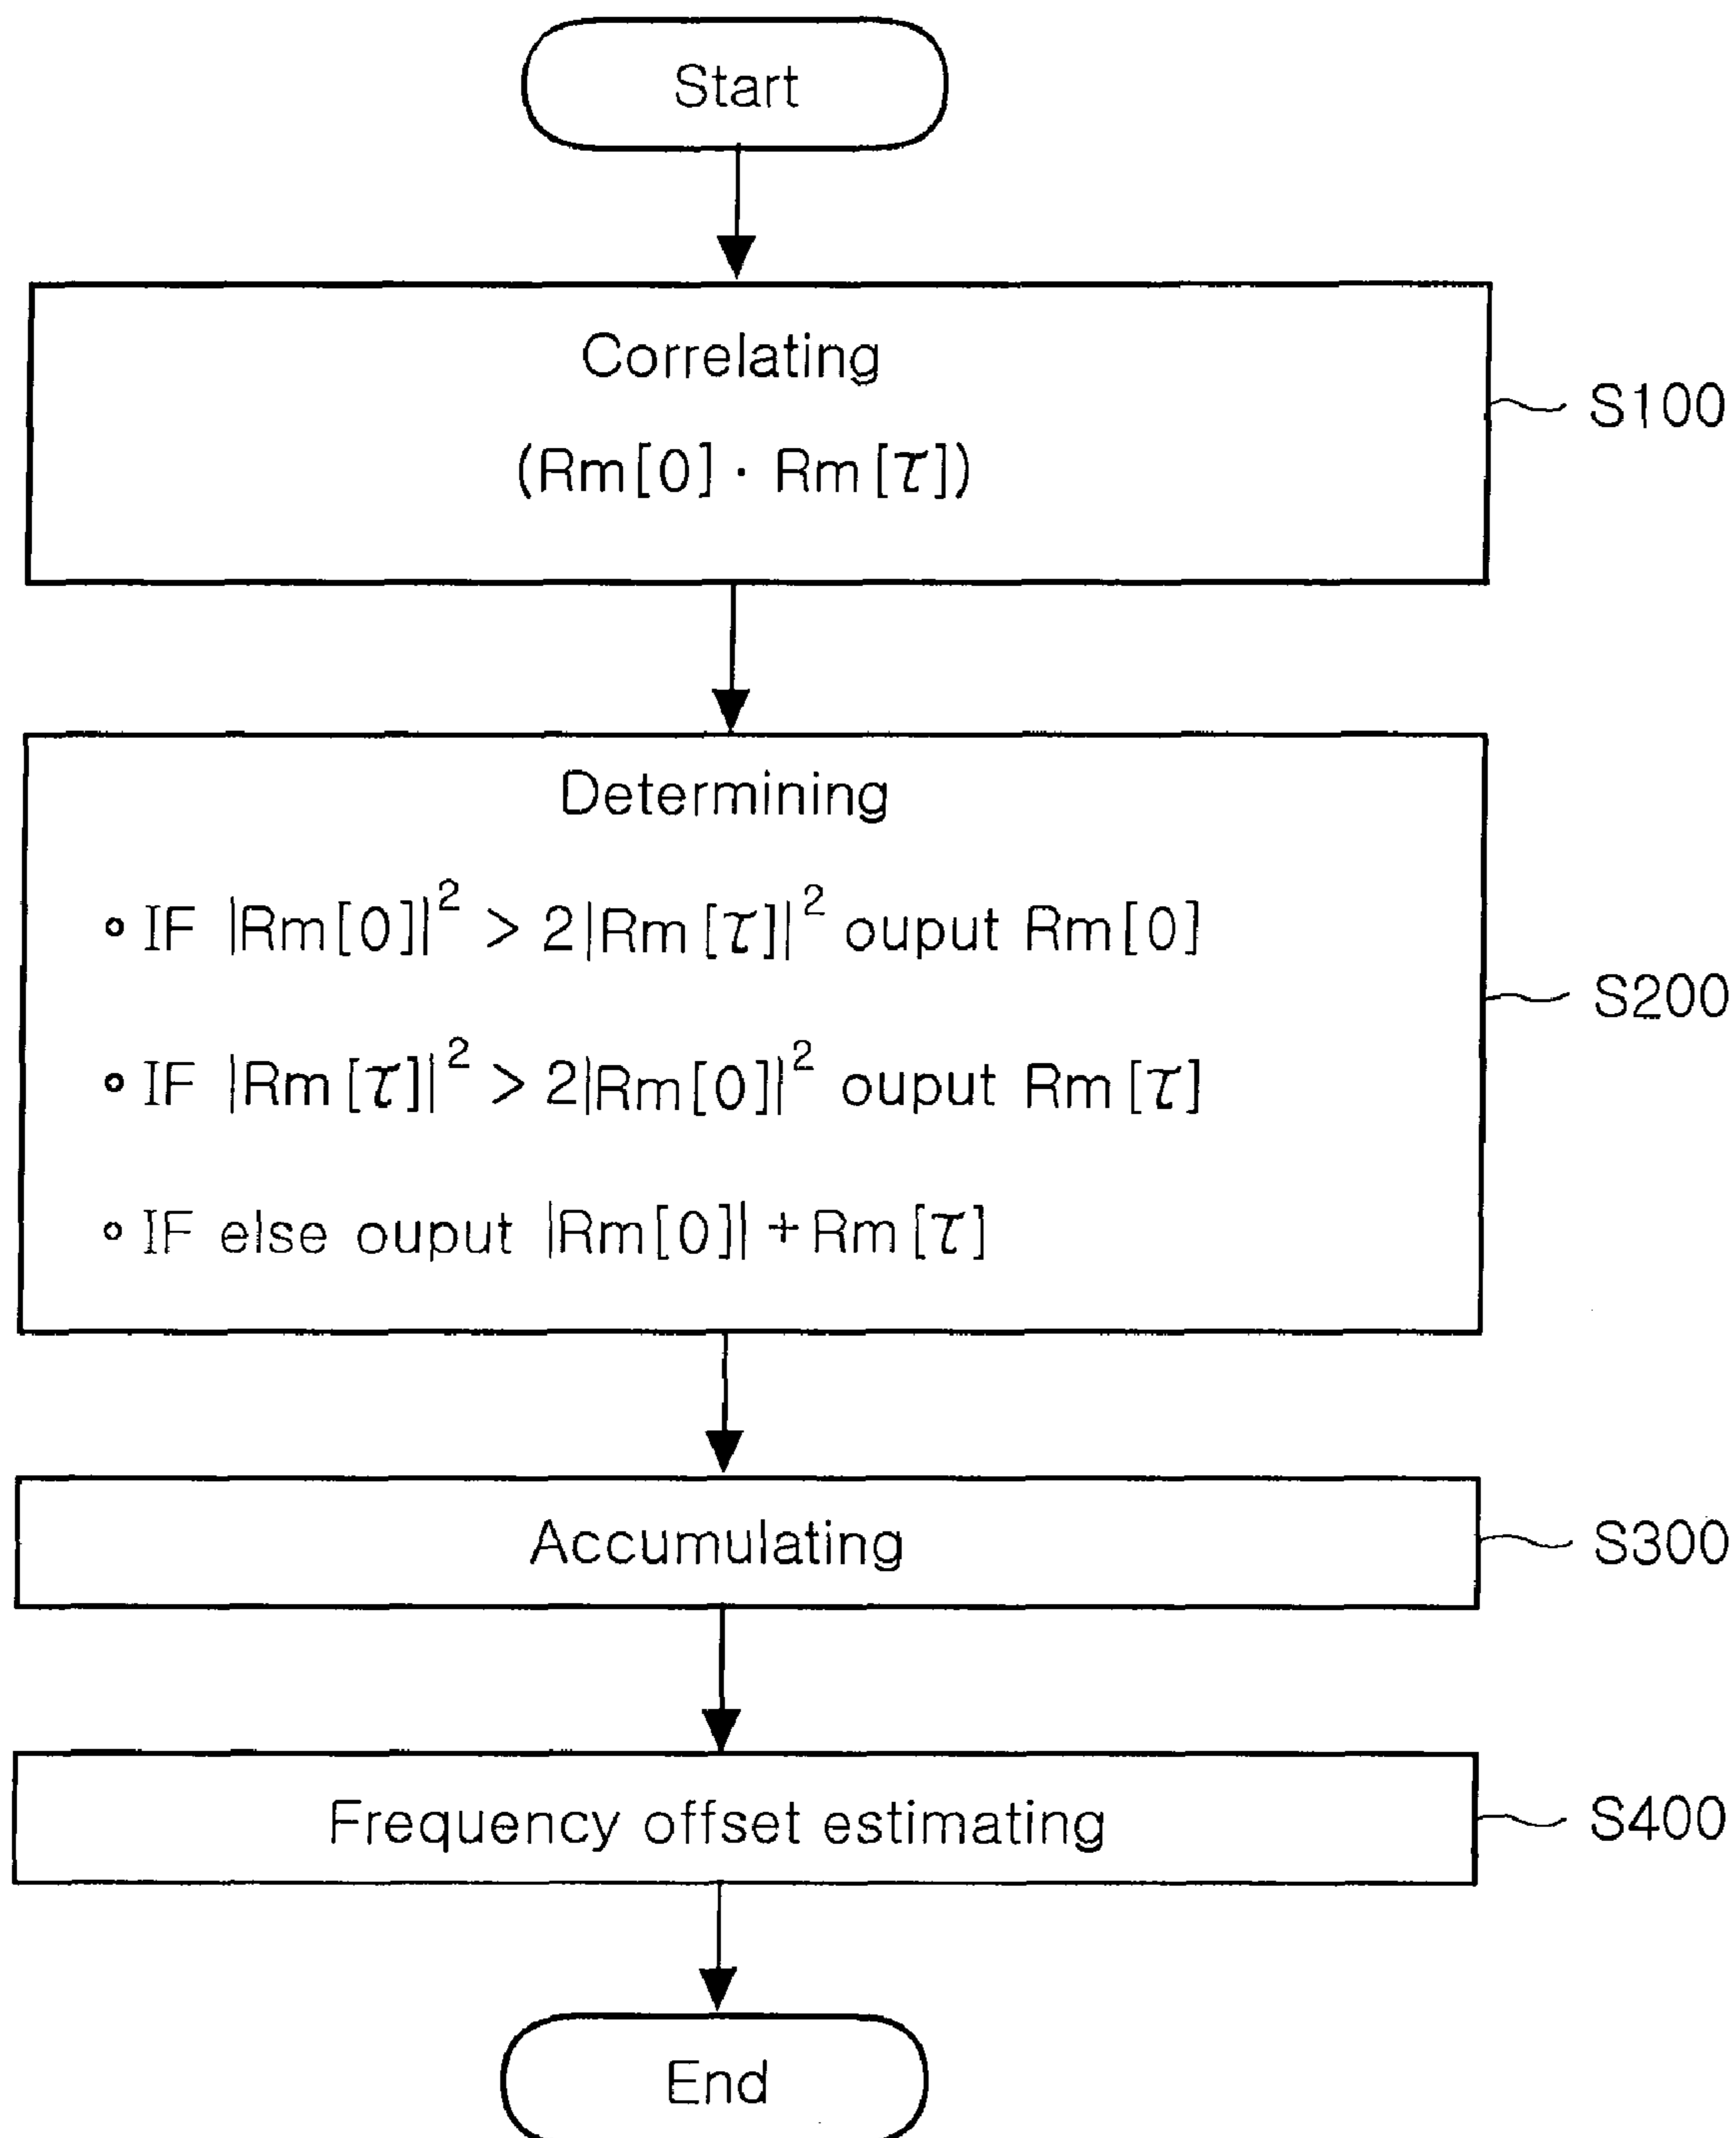 Start
Correlating
(Rm[0] · Rm[τ])
S100
Determining
∘ IF |Rm[0]|² > 2|Rm[τ]|² ouput Rm[0]
∘ IF |Rm[τ]|² > 2|Rm[0]|² ouput Rm[τ]
∘ IF else ouput |Rm[0]| + Rm[τ]
S200
Accumulating
S300
Frequency offset estimating
S400
End